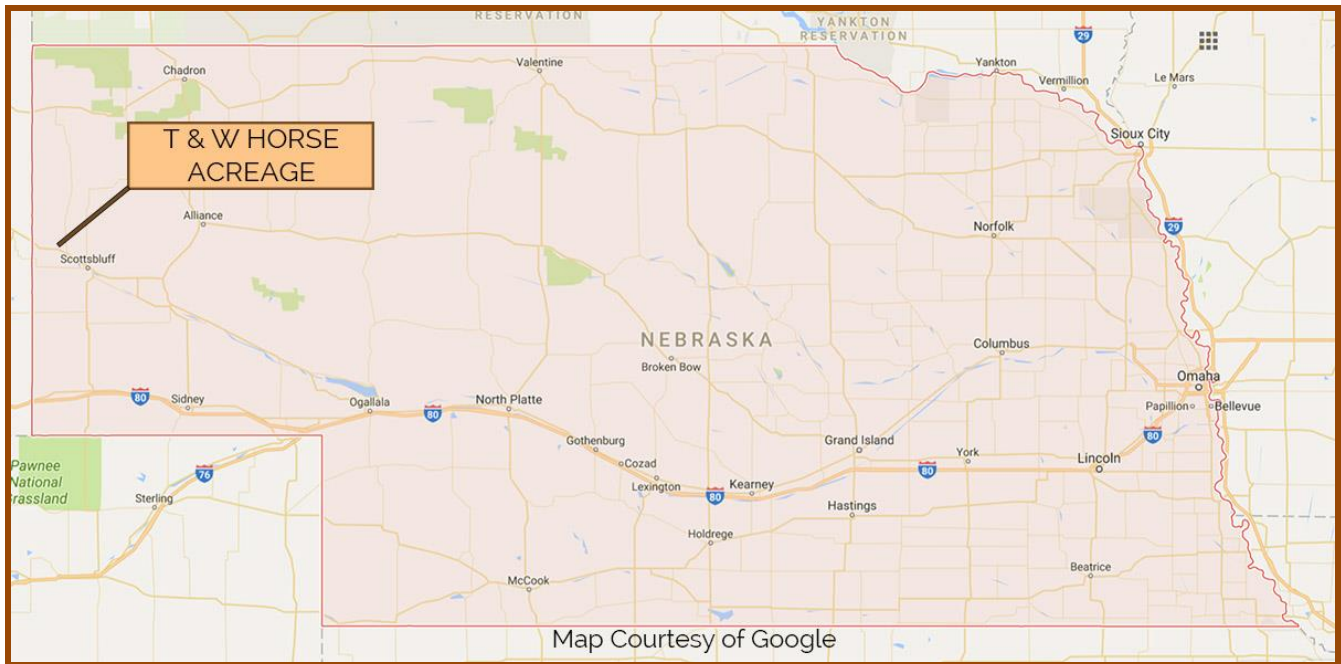 RESERVATION
YANKTON
RESERVATION
29
Chadron
Valentine
Yankton
Vermillion
Le Mars
T & W HORSE
ACREAGE
Sioux City
Alliance
Norfolk
29
Scottsbluff
NEBRASKA
Columbus
Broken Bow
Omaha
80
Sidney
Ogallala
80
North Platte
Papillion
Bellevue
Gothenburg
Grand Island
80
Cozad
York
Lincoln
Pawnee
National
Grassland
76
Lexington
80
Kearney
80
Sterling
Hastings
Holdrege
McCook
Beatrice
Map Courtesy of Google